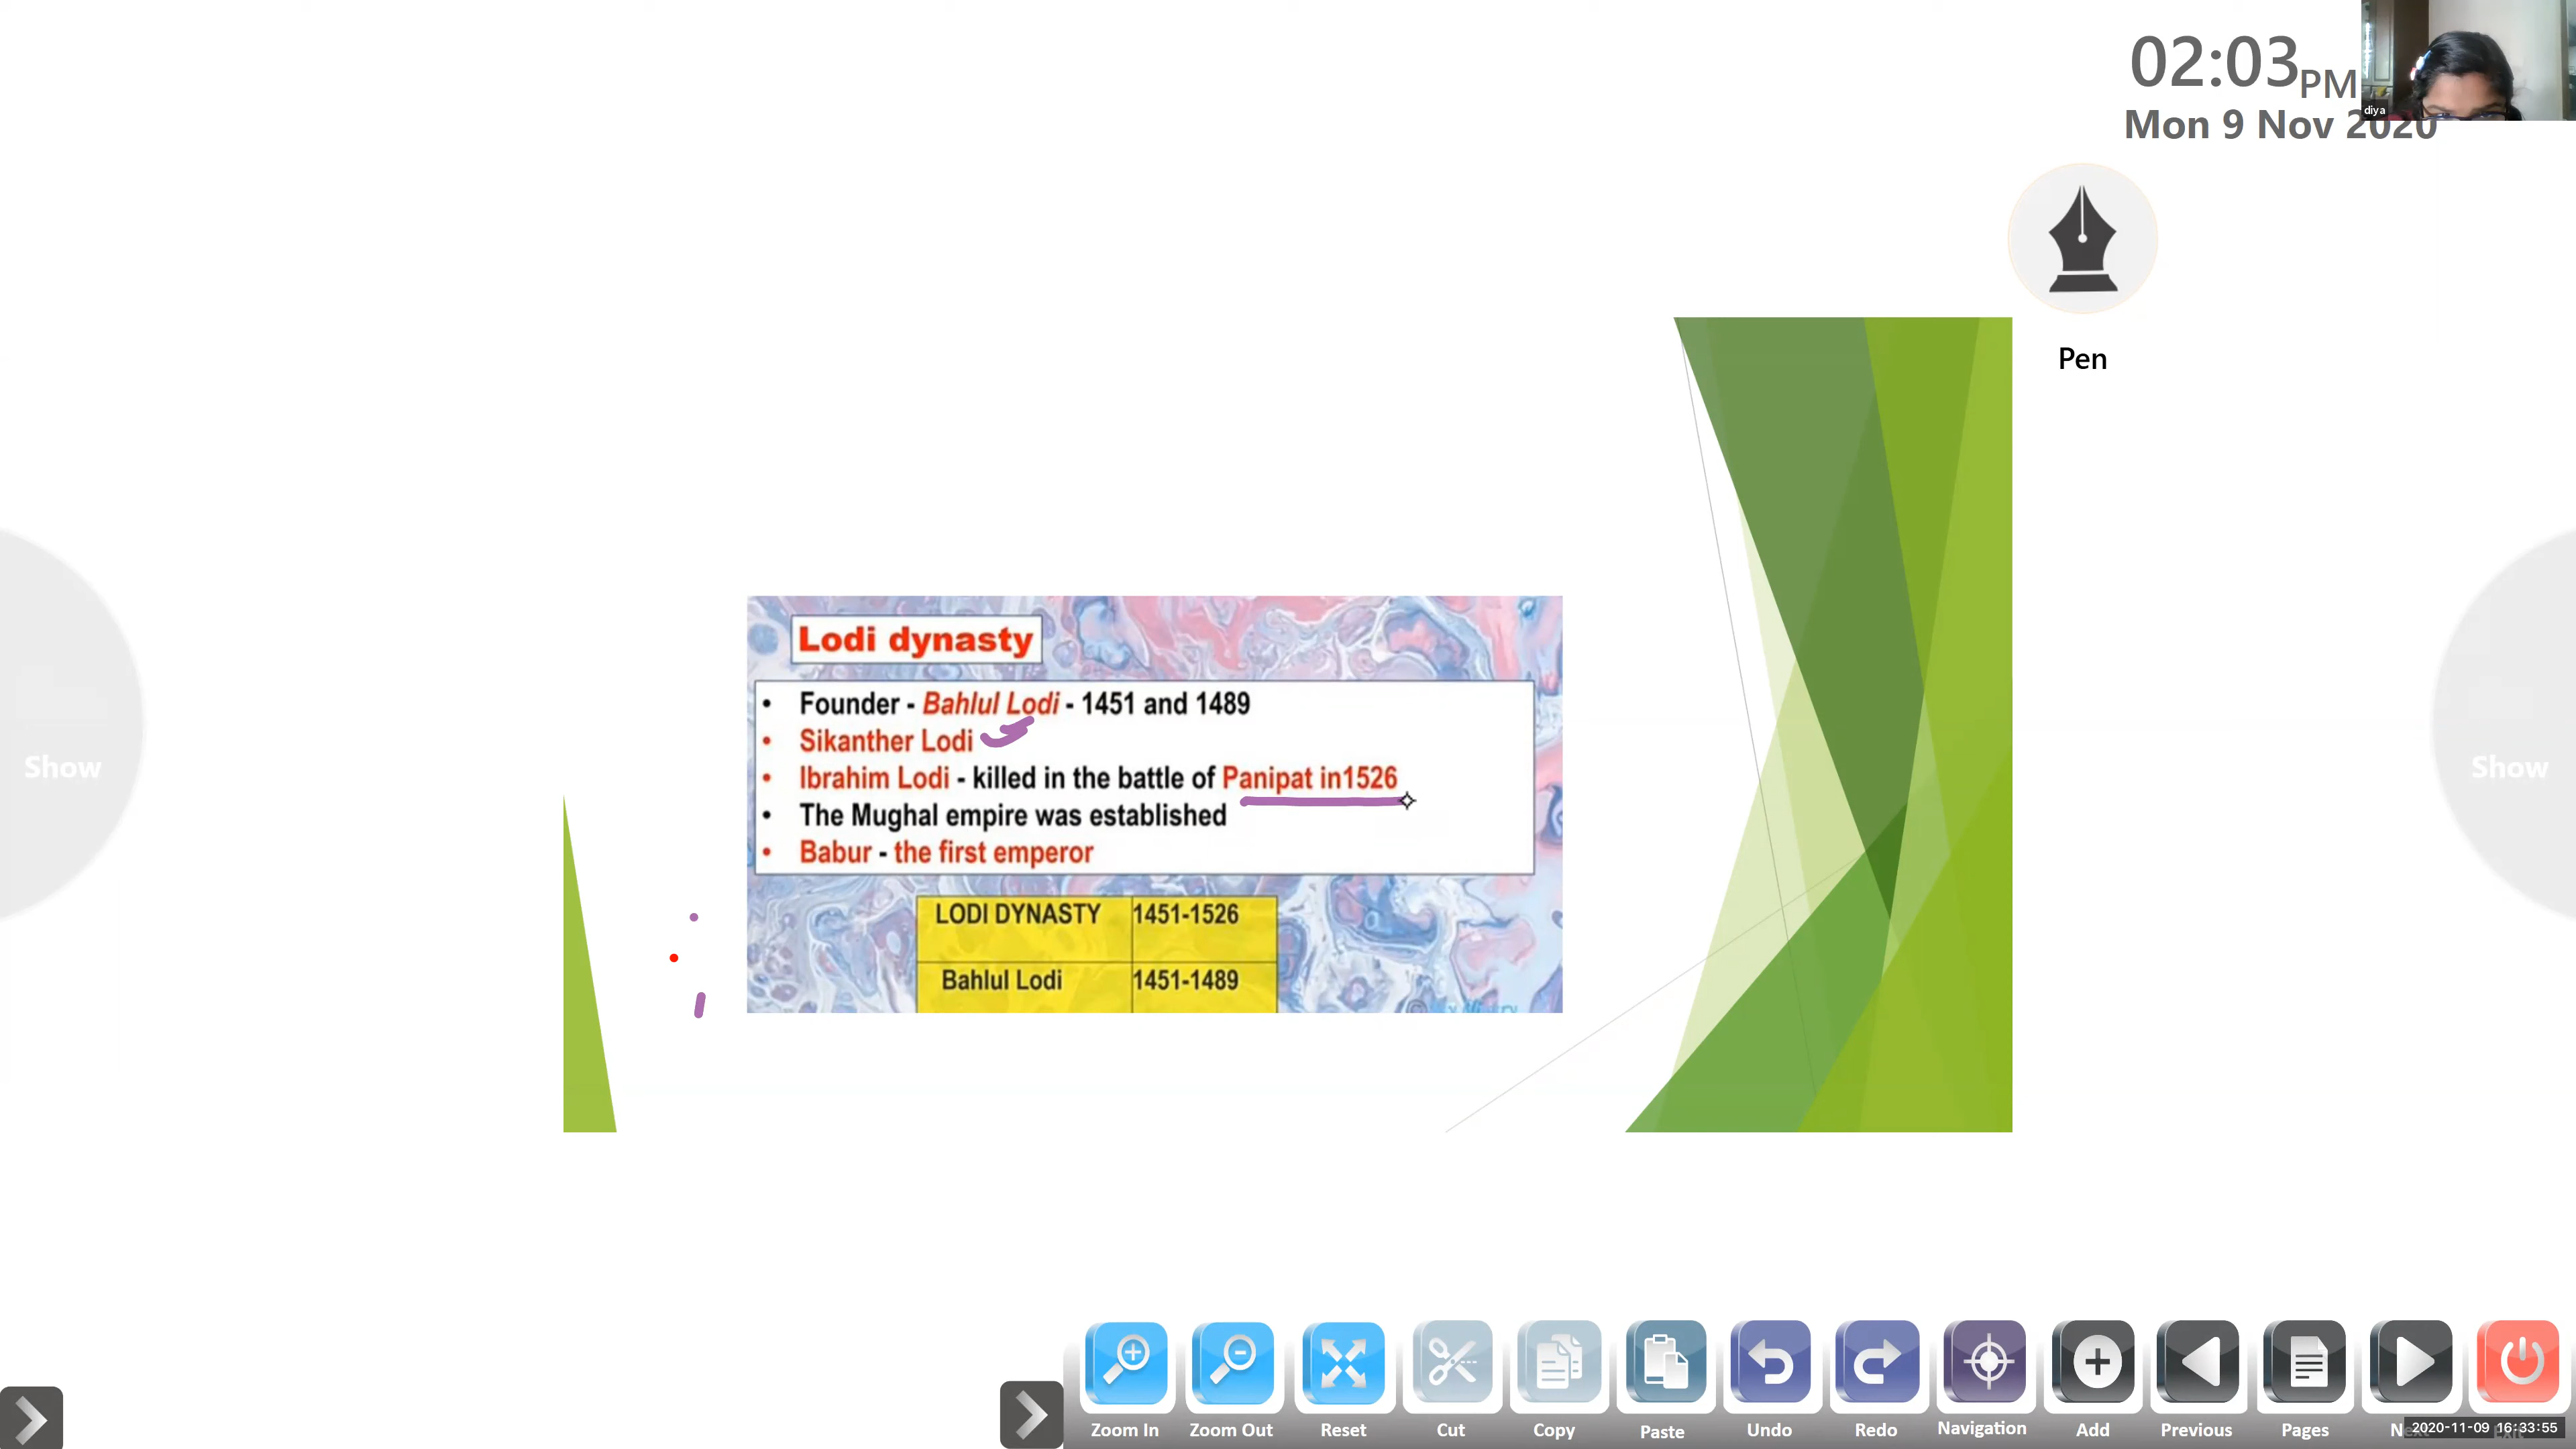 02:03 PM
diya
Mon 9 Nov 2020
Pen
Lodi dynasty
• Founder - Bahlul Lodi - 1451 and 1489
• Sikanther Lodi
• Ibrahim Lodi - killed in the battle of Panipat in1526
• The Mughal empire was established
• Babur - the first emperor
Show
Show
LODI DYNASTY 1451-1526
Bahlul Lodi 1451-1489
Zoom In Zoom Out Reset Cut Copy Paste Undo Redo Navigation Add Previous Pages
2020-11-09 16:33:55